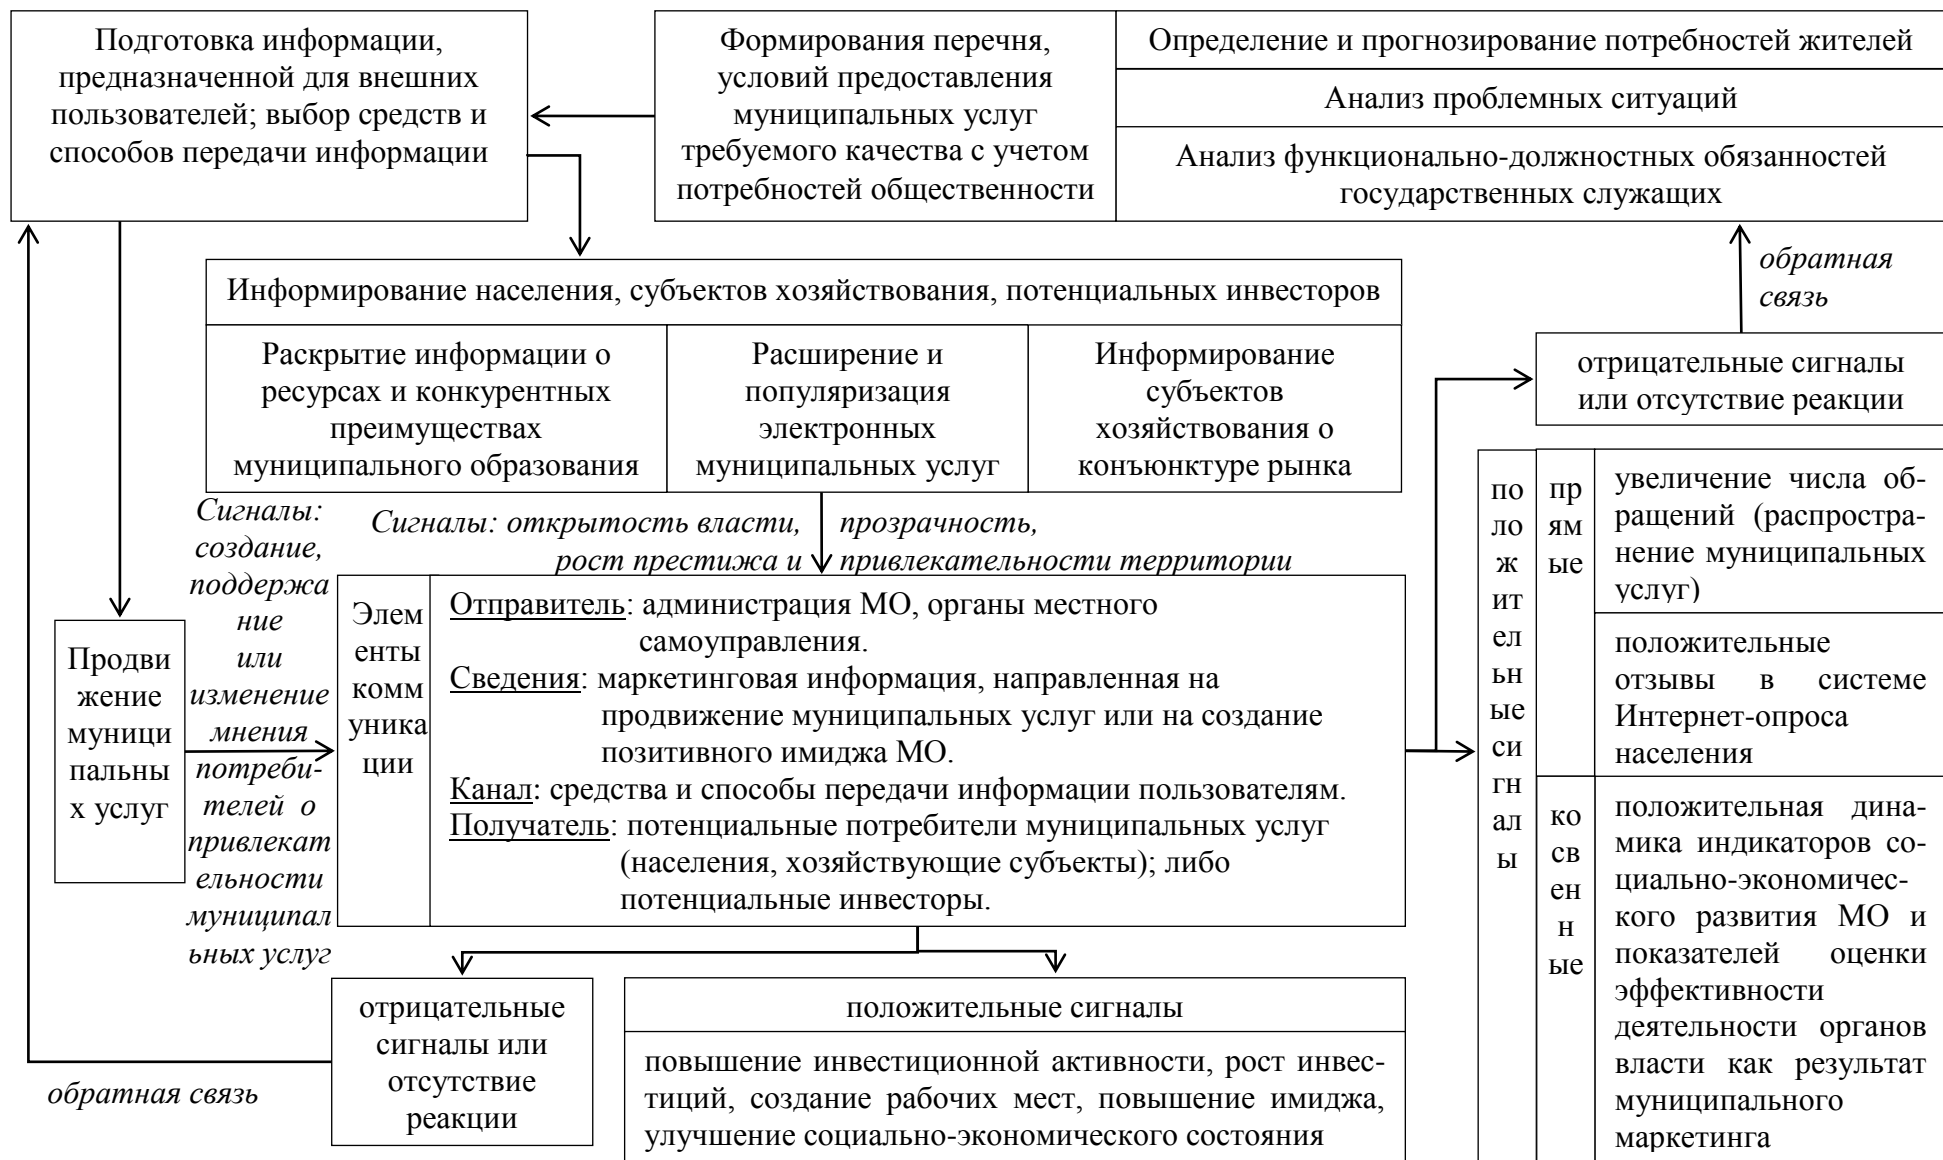 Подготовка информации,
предназначенной для внешних
пользователей; выбор средств и
способов передачи информации
Формирования перечня,
условий предоставления
муниципальных услуг
требуемого качества с учетом
потребностей общественности
Определение и прогнозирование потребностей жителей
Анализ проблемных ситуаций
Анализ функционально-должностных обязанностей
государственных служащих
обратная
связь
Информирование населения, субъектов хозяйствования, потенциальных инвесторов
Раскрытие информации о
ресурсах и конкурентных
преимуществах
муниципального образования
Расширение и
популяризация
электронных
муниципальных услуг
Информирование
субъектов
хозяйствования о
конъюнктуре рынка
отрицательные сигналы
или отсутствие реакции
Сигналы: открытость власти, прозрачность,
рост престижа и привлекательности территории
Сигналы:
создание,
поддержа
ние
или
изменение
мнения
потреби-
телей о
привлекат
ельности
муниципал
ьных услуг
Продви
жение
муници
пальны
х услуг
Элем
енты
комм
уника
ции
Отправитель: администрация МО, органы местного
самоуправления.
Сведения: маркетинговая информация, направленная на
продвижение муниципальных услуг или на создание
позитивного имиджа МО.
Канал: средства и способы передачи информации пользователям.
Получатель: потенциальные потребители муниципальных услуг
(населения, хозяйствующие субъекты); либо
потенциальные инвесторы.
по
ло
ж
ит
ел
ьн
ые
си
гн
ал
ы
пр
ям
ые
увеличение числа об-
ращений (распростра-
нение муниципальных
услуг)
положительные
отзывы в системе
Интернет-опроса
населения
ко
св
ен
н
ые
положительная дина-
мика индикаторов со-
циально-экономичес-
кого развития МО и
показателей оценки
эффективности
деятельности органов
власти как результат
муниципального
маркетинга
отрицательные
сигналы или
отсутствие
реакции
обратная связь
положительные сигналы
повышение инвестиционной активности, рост инвес-
тиций, создание рабочих мест, повышение имиджа,
улучшение социально-экономического состояния